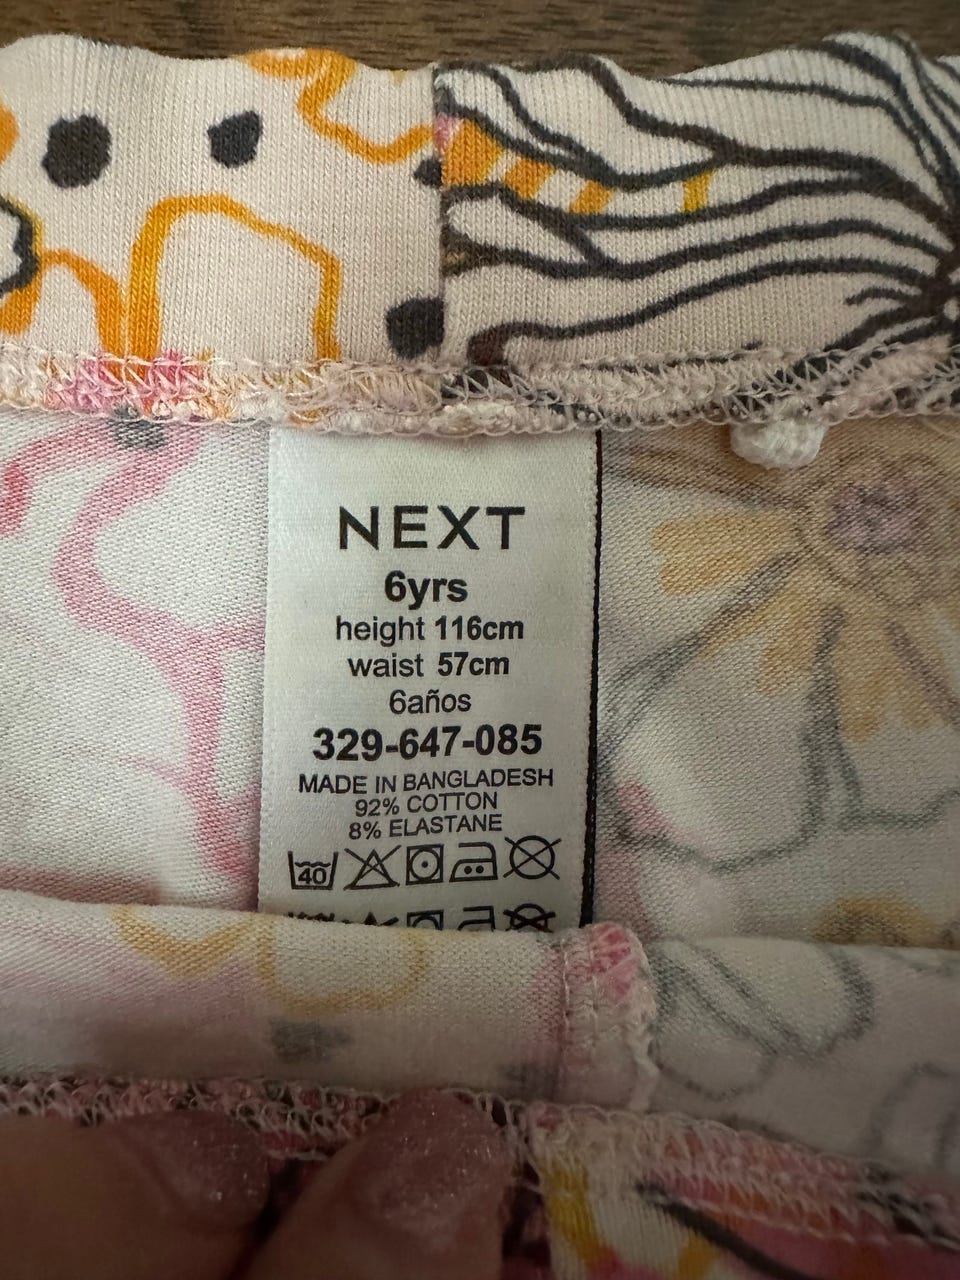 NEXT
6yrs
height 116cm
waist 57cm
6años
329-647-085
MADE IN BANGLADESH
92% COTTON
8% ELASTANE
40